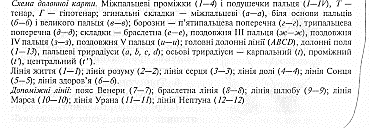 Схема долонної карти. Міжпальцеві проміжки (1—4) і подушечки пальця (I—IV), Т —
тенар, Г — гіпотенар; згинальні складки — міжпальцеві (а—а), біля основи пальців
(б—б) і великого пальця (в—в); борозни — п'ятипальцева поперечна (г—г), трипальцева
поперечна (д—д); складки — браслетна (е—е), поздовжня III пальця (ж—ж), поздовжня
IV пальця (з—з), поздовжня V пальця (и—и); головні долонні лінії (ABCD), долонні поля
(1—13), пальцеві трирадіуси (a, b, c, d); осьові трирадіуси — карпальний (t), проміжний
(t'), центральний (t'').
Лінія життя (1—1); лінія розуму (2—2); лінія серця (3—3); лінія долі (4—4); лінія Сонця
(5—5); лінія здоров'я (6—6).
Допоміжні лінії: пояс Венери (7—7); браслетна лінія (8—8); лінія шлюбу (9—9); лінія
Марса (10—10); лінія Урана (11—11); лінія Нептуна (12—12)